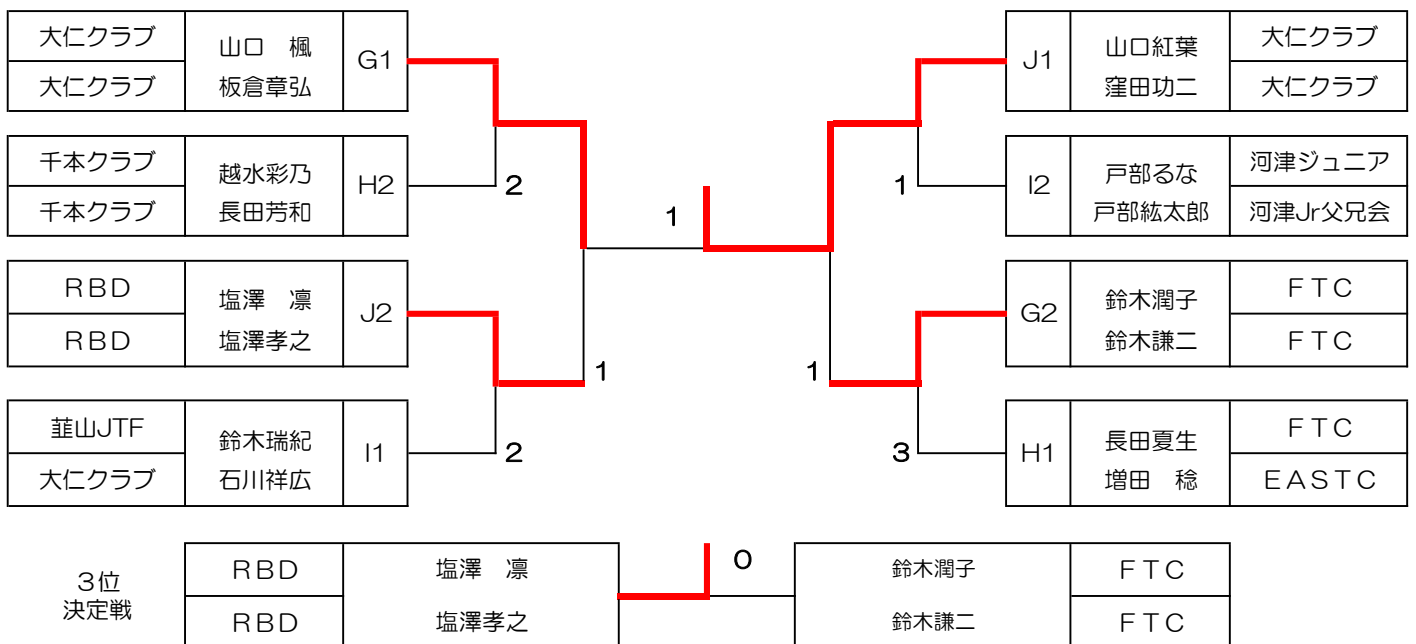 大仁クラブ
大仁クラブ
山口　楓
板倉章弘
G1
千本クラブ
千本クラブ
越水彩乃
長田芳和
H2
2
ＲＢＤ
ＲＢＤ
塩澤　凛
塩澤孝之
J2
韮山JTF
大仁クラブ
鈴木瑞紀
石川祥広
I1
2
1
1
J1
山口紅葉
窪田功二
大仁クラブ
大仁クラブ
1
I2
戸部るな
戸部紘太郎
河津ジュニア
河津Jr父兄会
1
G2
鈴木潤子
鈴木謙二
ＦＴＣ
ＦＴＣ
3
H1
長田夏生
増田　稔
ＦＴＣ
ＥＡＳＴＣ
３位
決定戦
ＲＢＤ
ＲＢＤ
塩澤　凛
塩澤孝之
0
鈴木潤子
鈴木謙二
ＦＴＣ
ＦＴＣ